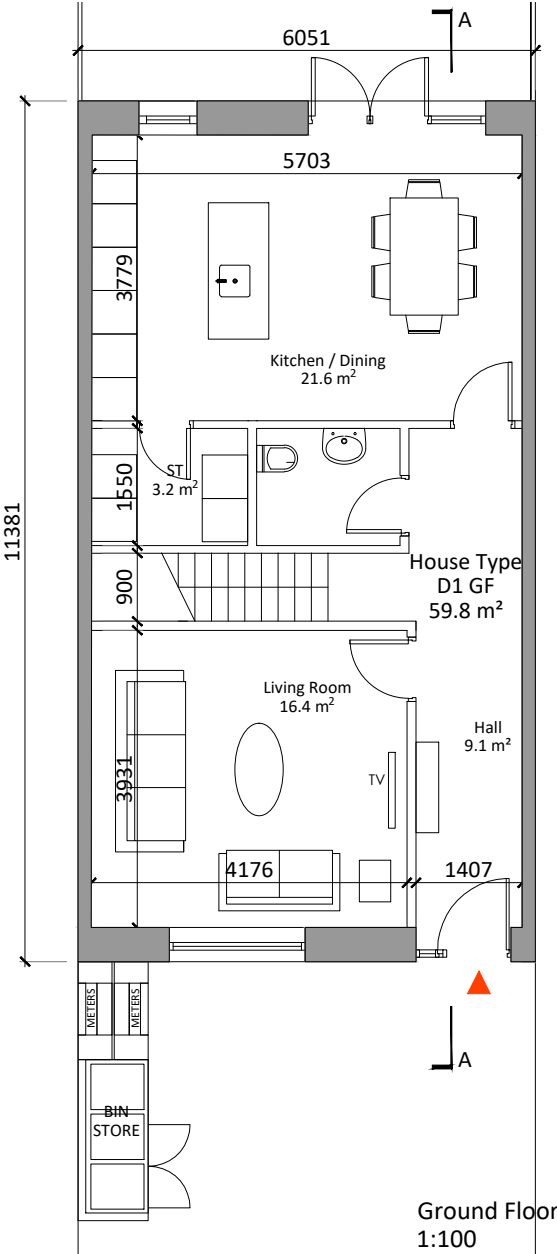 A
6051
5703
3779
Kitchen / Dining
21.6 m²
ST
3.2 m²
1550
11381
House Type
D1 GF
59.8 m²
900
Living Room
16.4 m²
Hall
9.1 m²
3931
TV
4176
1407
METERS
METERS
A
BIN
STORE
Ground Floor
1:100